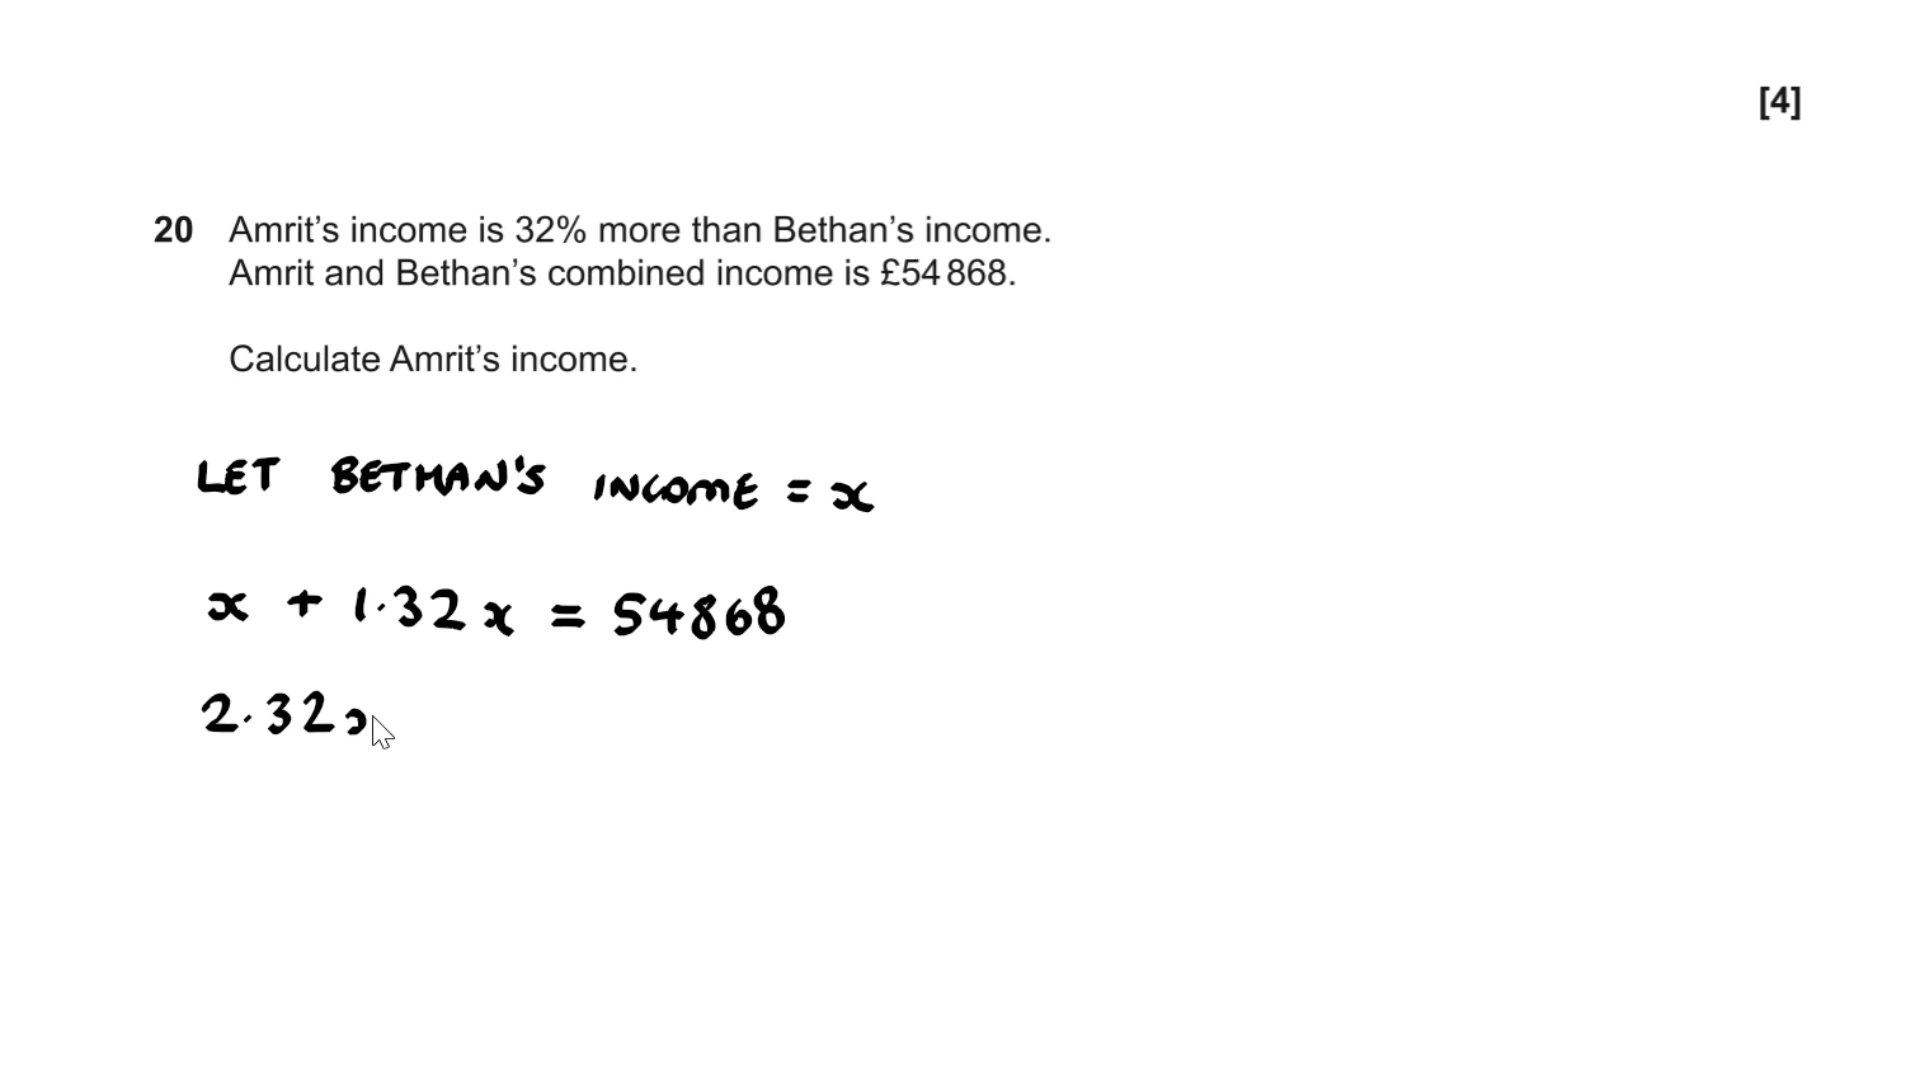 [4]
20 Amrit’s income is 32% more than Bethan’s income.
Amrit and Bethan’s combined income is £54 868.
Calculate Amrit’s income.
LET BETHAN'S INCOME = x
x + 1.32x = 54868
2.32x